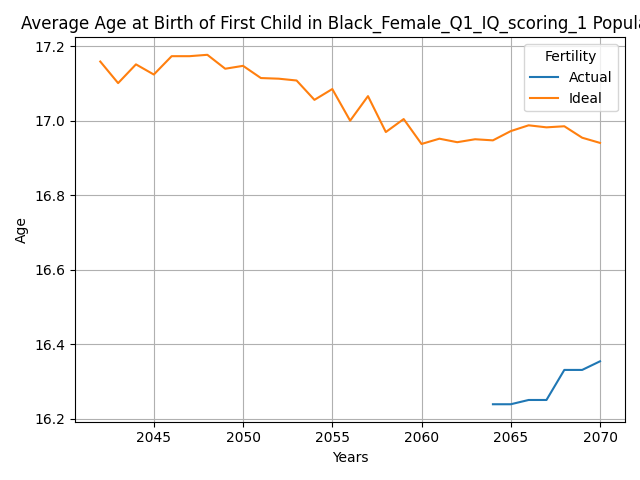 Average Age at Birth of First Child in Black_Female_Q1_IQ_scoring_1 Popula
17.2
17.0
16.8
16.6
16.4
16.2
Age
Fertility
Actual
Ideal
2045 2050 2055 2060 2065 2070
Years